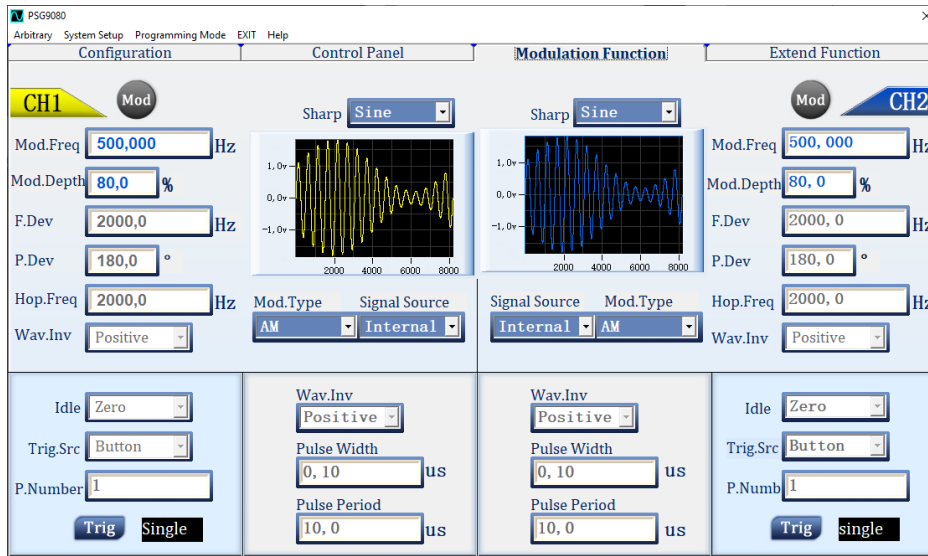 PSG9080
Arbitrary System Setup Programming Mode EXIT Help
Configuration Control Panel Modulation Function Extend Function
CH1 Mod Sharp Sine Sharp Sine Mod CH2
Mod.Freq 500,000 Hz Mod.Freq 500, 000 Hz
Mod.Depth 80,0 % Mod.Depth 80, 0 %
F.Dev 2000,0 Hz F.Dev 2000, 0 Hz
P.Dev 180,0 ° P.Dev 180, 0 °
1,0v 1,0v
0,0v 0,0v
-1,0v -1,0v
2000 4000 6000 8000 2000 4000 6000 8000
Hop.Freq 2000,0 Hz Mod.Type Signal Source Signal Source Mod.Type Hop.Freq 2000, 0 Hz
Wav.Inv Positive AM Internal Internal AM Wav.Inv Positive
Idle Zero Wav.Inv Positive Wav.Inv Positive Idle Zero
Trig.Src Button Pulse Width 0, 10 us Pulse Width 0, 10 us Trig.Src Button
P.Number 1 Pulse Period 10, 0 us Pulse Period 10, 0 us P.Numb 1
Trig Single Trig single